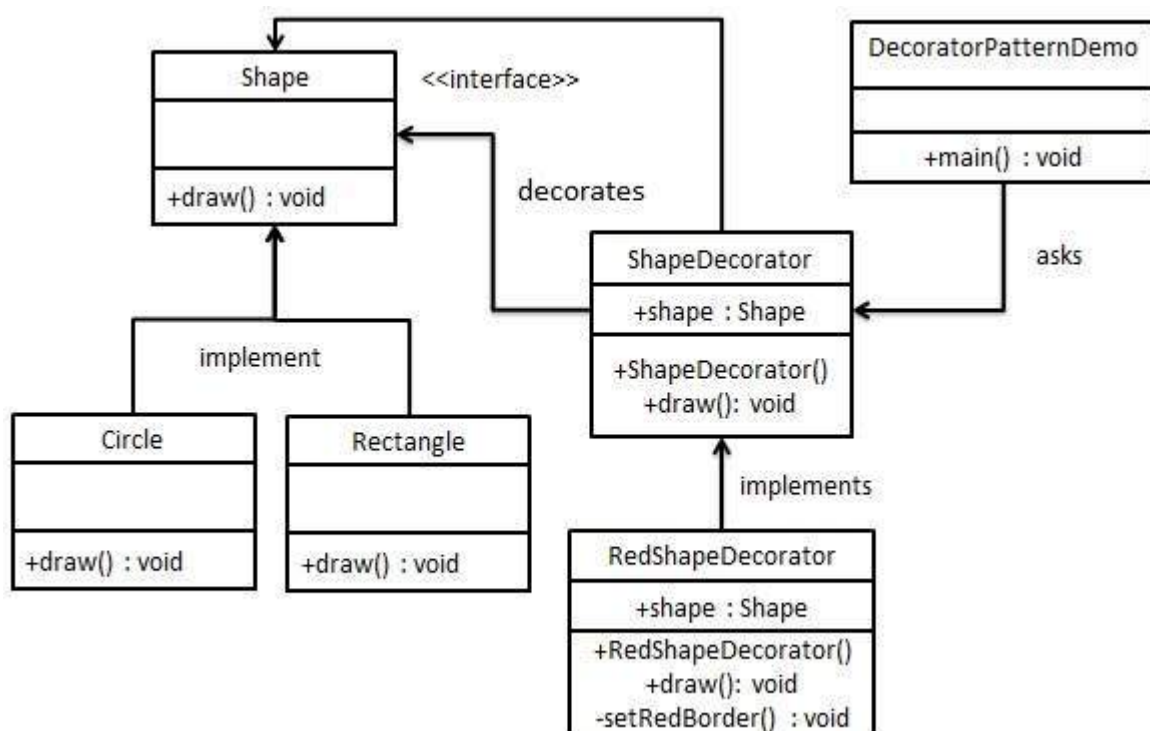 Shape
+draw() : void
<<interface>>
decorates
DecoratorPatternDemo
+main() : void
asks
ShapeDecorator
+shape : Shape
+ShapeDecorator()
+draw(): void
implement
Circle
+draw() : void
Rectangle
+draw() : void
implements
RedShapeDecorator
+shape : Shape
+RedShapeDecorator()
+draw(): void
-setRedBorder() : void